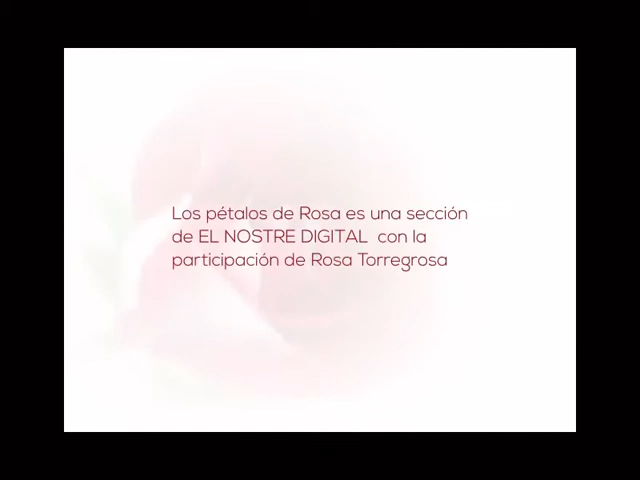 Los pétalos de Rosa es una sección
de EL NOSTRE DIGITAL con la
participación de Rosa Torregrosa